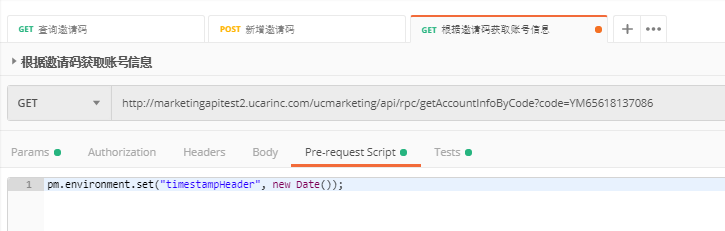 GET 查询邀请码 POST 新增邀请码 GET 根据邀请码获取账号信息 + •••
根据邀请码获取账号信息
GET http://marketingapitest2.ucarinc.com/ucmarketing/api/rpc/getAccountInfoByCode?code=YM65618137086
Params Authorization Headers Body Pre-request Script Tests
1 pm.environment.set("timestampHeader", new Date());